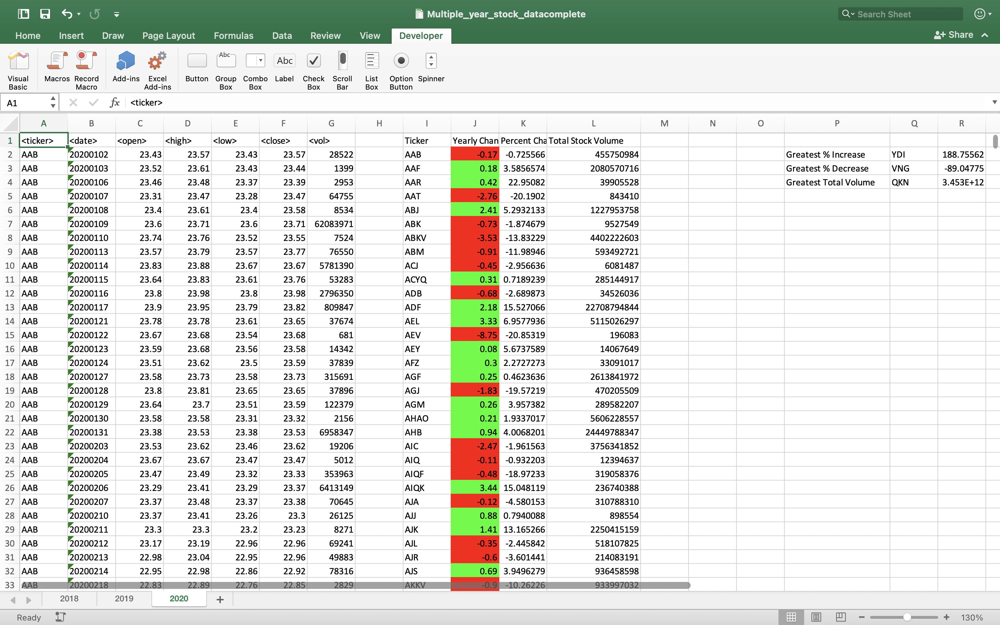 Multiple_year_stock_datacomplete
Search Sheet
Home Insert Draw Page Layout Formulas Data Review View Developer Share
Visual Basic Macros Record Macro Add-ins Excel Add-ins Button Group Box Combo Box Label Check Box Scroll Bar List Box Option Button Spinner
Abc Abc
A1 fx <ticker>
A B C D E F G H I J K L M N O P Q R
1 <ticker> <date> <open> <high> <low> <close> <vol> Ticker Yearly Chan Percent Cha Total Stock Volume
2 AAB 20200102 23.43 23.57 23.43 23.57 28522 AAB -0.17 -0.725566 455750984 Greatest % Increase YDI 188.75562
3 AAB 20200103 23.52 23.61 23.43 23.44 1399 AAF 0.18 3.5856574 2080570716 Greatest % Decrease VNG -89.04775
4 AAB 20200106 23.46 23.48 23.37 23.39 2953 AAR 0.42 22.95082 39905528 Greatest Total Volume QKN 3.453E+12
5 AAB 20200107 23.31 23.47 23.28 23.47 64755 AAT -2.76 -20.1902 843410
6 AAB 20200108 23.4 23.61 23.4 23.58 8534 ABJ 2.41 5.2932133 1227953758
7 AAB 20200109 23.6 23.71 23.6 23.71 62083971 ABK -0.73 -1.874679 9527549
8 AAB 20200110 23.74 23.76 23.52 23.55 7524 ABKV -3.53 -13.83229 4402222603
9 AAB 20200113 23.57 23.79 23.57 23.77 76550 ABM -0.91 -11.98946 593492721
10 AAB 20200114 23.83 23.88 23.67 23.67 5781390 ACJ -0.45 -2.956636 6081487
11 AAB 20200115 23.64 23.83 23.61 23.76 53283 ACYQ 0.31 0.7189239 285144917
12 AAB 20200116 23.8 23.98 23.8 23.98 2796350 ADB -0.68 -2.689873 34526036
13 AAB 20200117 23.9 23.95 23.79 23.82 809847 ADF 2.18 15.527066 22708794844
14 AAB 20200121 23.78 23.78 23.61 23.65 37674 AEL 3.33 6.9577936 5115026297
15 AAB 20200122 23.67 23.68 23.54 23.68 681 AEV -8.75 -20.85319 196083
16 AAB 20200123 23.59 23.68 23.56 23.58 14342 AEY 0.08 5.6737589 14067649
17 AAB 20200124 23.51 23.62 23.5 23.59 37839 AFZ 0.3 2.2727273 33091017
18 AAB 20200127 23.58 23.73 23.58 23.73 315691 AGF 0.25 0.4623636 2613841972
19 AAB 20200128 23.8 23.81 23.65 23.65 37896 AGJ -1.83 -19.57219 470205509
20 AAB 20200129 23.64 23.7 23.51 23.59 122379 AGM 0.26 3.957382 289582207
21 AAB 20200130 23.58 23.58 23.31 23.32 2156 AHAO 0.21 1.9337017 5606228557
22 AAB 20200131 23.38 23.53 23.38 23.53 6958347 AHB 0.94 4.0068201 24449788347
23 AAB 20200203 23.53 23.62 23.46 23.62 19206 AIC -2.47 -1.961563 3756341852
24 AAB 20200204 23.67 23.67 23.47 23.47 5012 AIQ -0.11 -0.932203 12394637
25 AAB 20200205 23.47 23.49 23.32 23.33 353963 AIQF -0.48 -18.97233 319058376
26 AAB 20200206 23.29 23.41 23.29 23.37 6413149 AIQK 3.44 15.048119 236740388
27 AAB 20200207 23.37 23.48 23.37 23.38 70645 AJA -0.12 -4.580153 310788310
28 AAB 20200210 23.37 23.41 23.26 23.3 26125 AJJ 0.88 0.7940088 898554
29 AAB 20200211 23.3 23.3 23.2 23.23 8271 AJK 1.41 13.165266 2250415159
30 AAB 20200212 23.17 23.19 22.96 22.96 69241 AJL -0.35 -2.445842 518107825
31 AAB 20200213 22.98 23.04 22.95 22.96 49883 AJR -0.6 -3.601441 214083191
32 AAB 20200214 22.95 22.98 22.86 22.92 78316 AJS 0.69 3.9496279 936458598
33 AAB 20200218 22.83 22.89 22.76 22.85 2829 AKKV -0.9 -10.26226 933997032
2018 2019 2020
Ready 130%